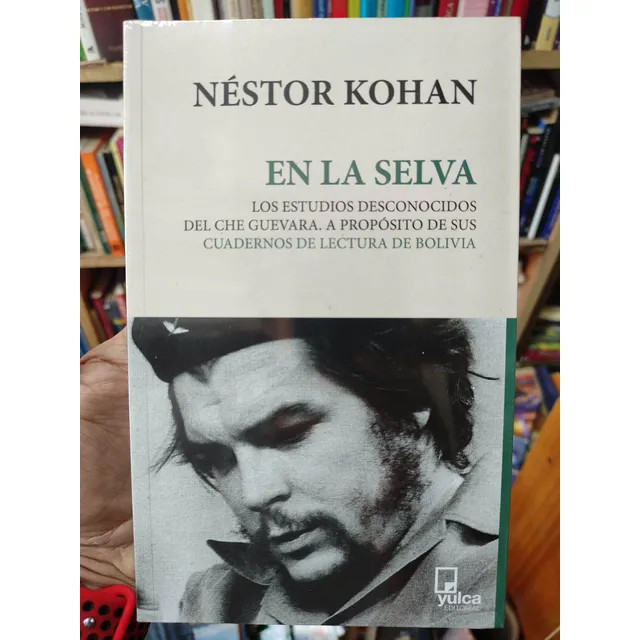 NÉSTOR KOHAN
EN LA SELVA
LOS ESTUDIOS DESCONOCIDOS
DEL CHE GUEVARA. A PROPÓSITO DE SUS
CUADERNOS DE LECTURA DE BOLIVIA
yulca
EDITORIAL